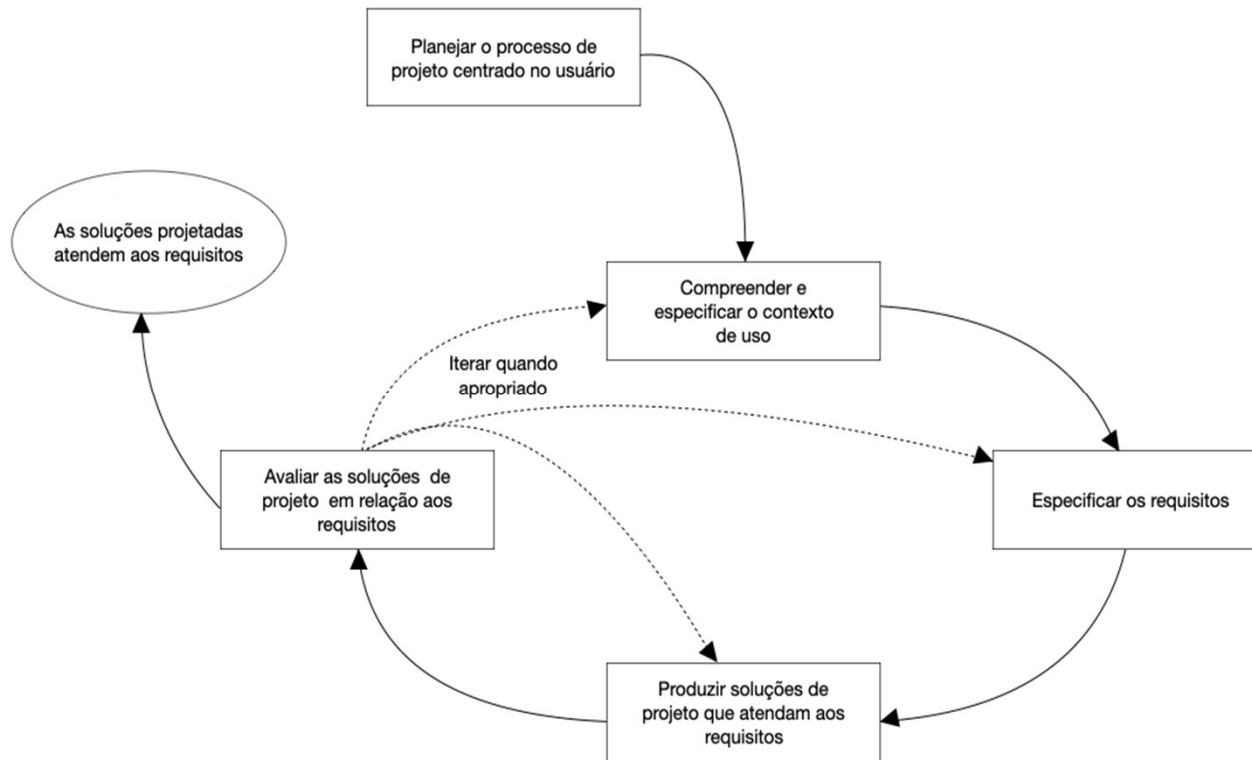 Planejar o processo de
projeto centrado no usuário
As soluções projetadas
atendem aos requisitos
Compreender e
especificar o contexto
de uso
Iterar quando
apropriado
Avaliar as soluções de
projeto em relação aos
requisitos
Especificar os requisitos
Produzir soluções de
projeto que atendam aos
requisitos